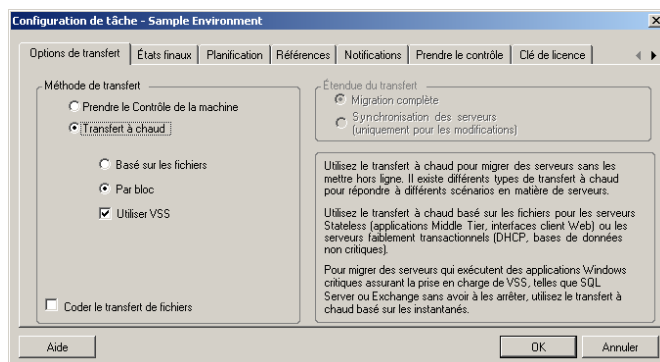 Configuration de tâche - Sample Environment
Options de transfert
États finaux
Planification
Références
Notifications
Prendre le contrôle
Clé de licence
Méthode de transfert
Prendre le Contrôle de la machine
Transfert à chaud
Basé sur les fichiers
Par bloc
Utiliser VSS
Coder le transfert de fichiers
Étendue du transfert
Migration complète
Synchronisation des serveurs
(uniquement pour les modifications)
Utilisez le transfert à chaud pour migrer des serveurs sans les
mettre hors ligne. Il existe différents types de transfert à chaud
pour répondre à différents scénarios en matière de serveurs.
Utilisez le transfert à chaud basé sur les fichiers pour les serveurs
Stateless (applications Middle Tier, interfaces client Web) ou les
serveurs faiblement transactionnels (DHCP, bases de données
non critiques).
Pour migrer des serveurs qui exécutent des applications Windows
critiques assurant la prise en charge de VSS, telles que SQL
Server ou Exchange sans avoir à les arrêter, utilisez le transfert à
chaud basé sur les instantanés.
Aide
OK
Annuler